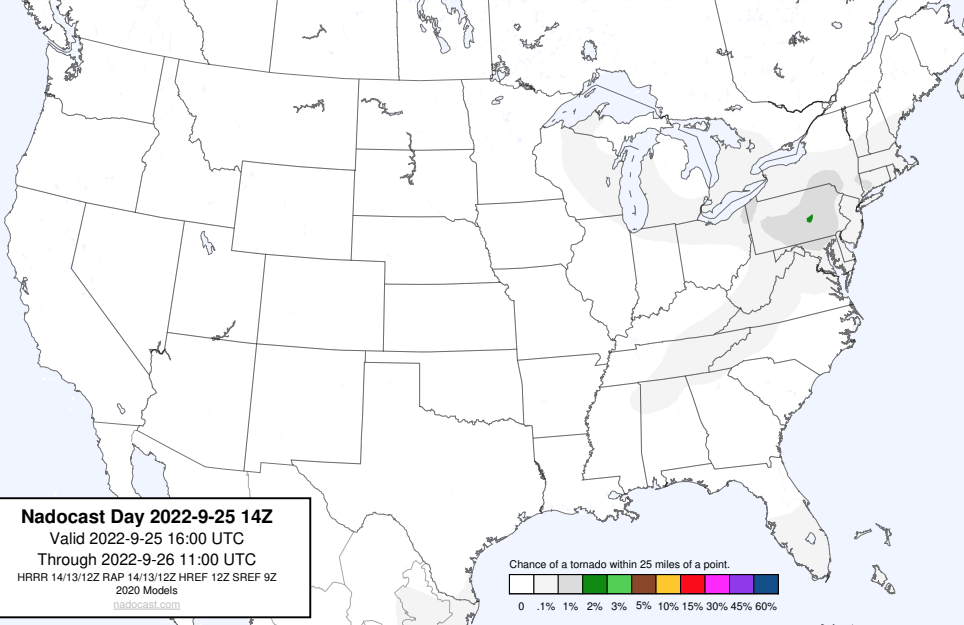 Nadocast Day 2022-9-25 14Z
Valid 2022-9-25 16:00 UTC
Through 2022-9-26 11:00 UTC
HRRR 14/13/12Z RAP 14/13/12Z HREF 12Z SREF 9Z
2020 Models
nadocast.com
Chance of a tornado within 25 miles of a point.
0 .1% 1% 2% 3% 5% 10% 15% 30% 45% 60%